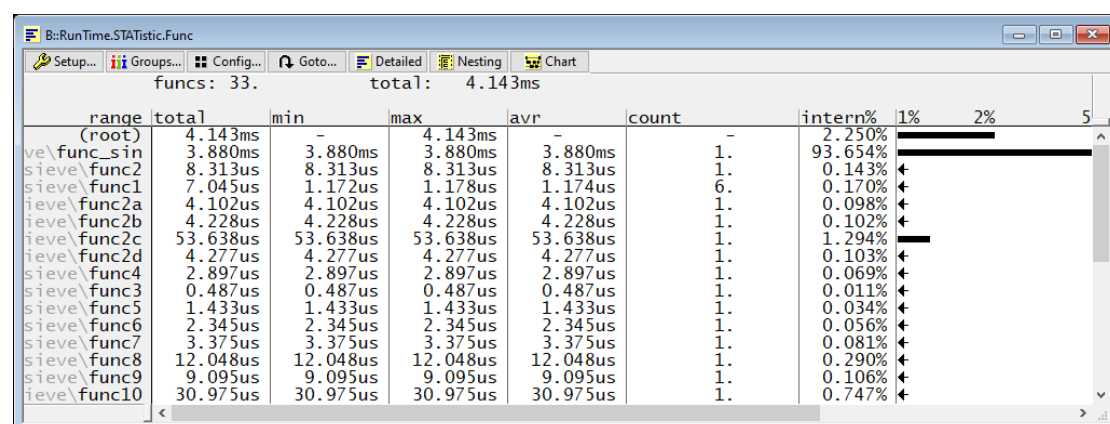 B::RunTime.STATistic.Func
Setup... Groups... Config... Goto... Detailed Nesting Chart
funcs: 33. total: 4.143ms
range total min max avr count intern% 1% 2% 5
(root) 4.143ms - 4.143ms - - 2.250%
ve\func_sin 3.880ms 3.880ms 3.880ms 3.880ms 1. 93.654%
sieve\func2 8.313us 8.313us 8.313us 8.313us 1. 0.143%
sieve\func1 7.045us 1.172us 1.178us 1.174us 6. 0.170%
ieve\func2a 4.102us 4.102us 4.102us 4.102us 1. 0.098%
ieve\func2b 4.228us 4.228us 4.228us 4.228us 1. 0.102%
ieve\func2c 53.638us 53.638us 53.638us 53.638us 1. 1.294%
ieve\func2d 4.277us 4.277us 4.277us 4.277us 1. 0.103%
sieve\func4 2.897us 2.897us 2.897us 2.897us 1. 0.069%
sieve\func3 0.487us 0.487us 0.487us 0.487us 1. 0.011%
sieve\func5 1.433us 1.433us 1.433us 1.433us 1. 0.034%
sieve\func6 2.345us 2.345us 2.345us 2.345us 1. 0.056%
sieve\func7 3.375us 3.375us 3.375us 3.375us 1. 0.081%
sieve\func8 12.048us 12.048us 12.048us 12.048us 1. 0.290%
sieve\func9 9.095us 9.095us 9.095us 9.095us 1. 0.106%
ieve\func10 30.975us 30.975us 30.975us 30.975us 1. 0.747%